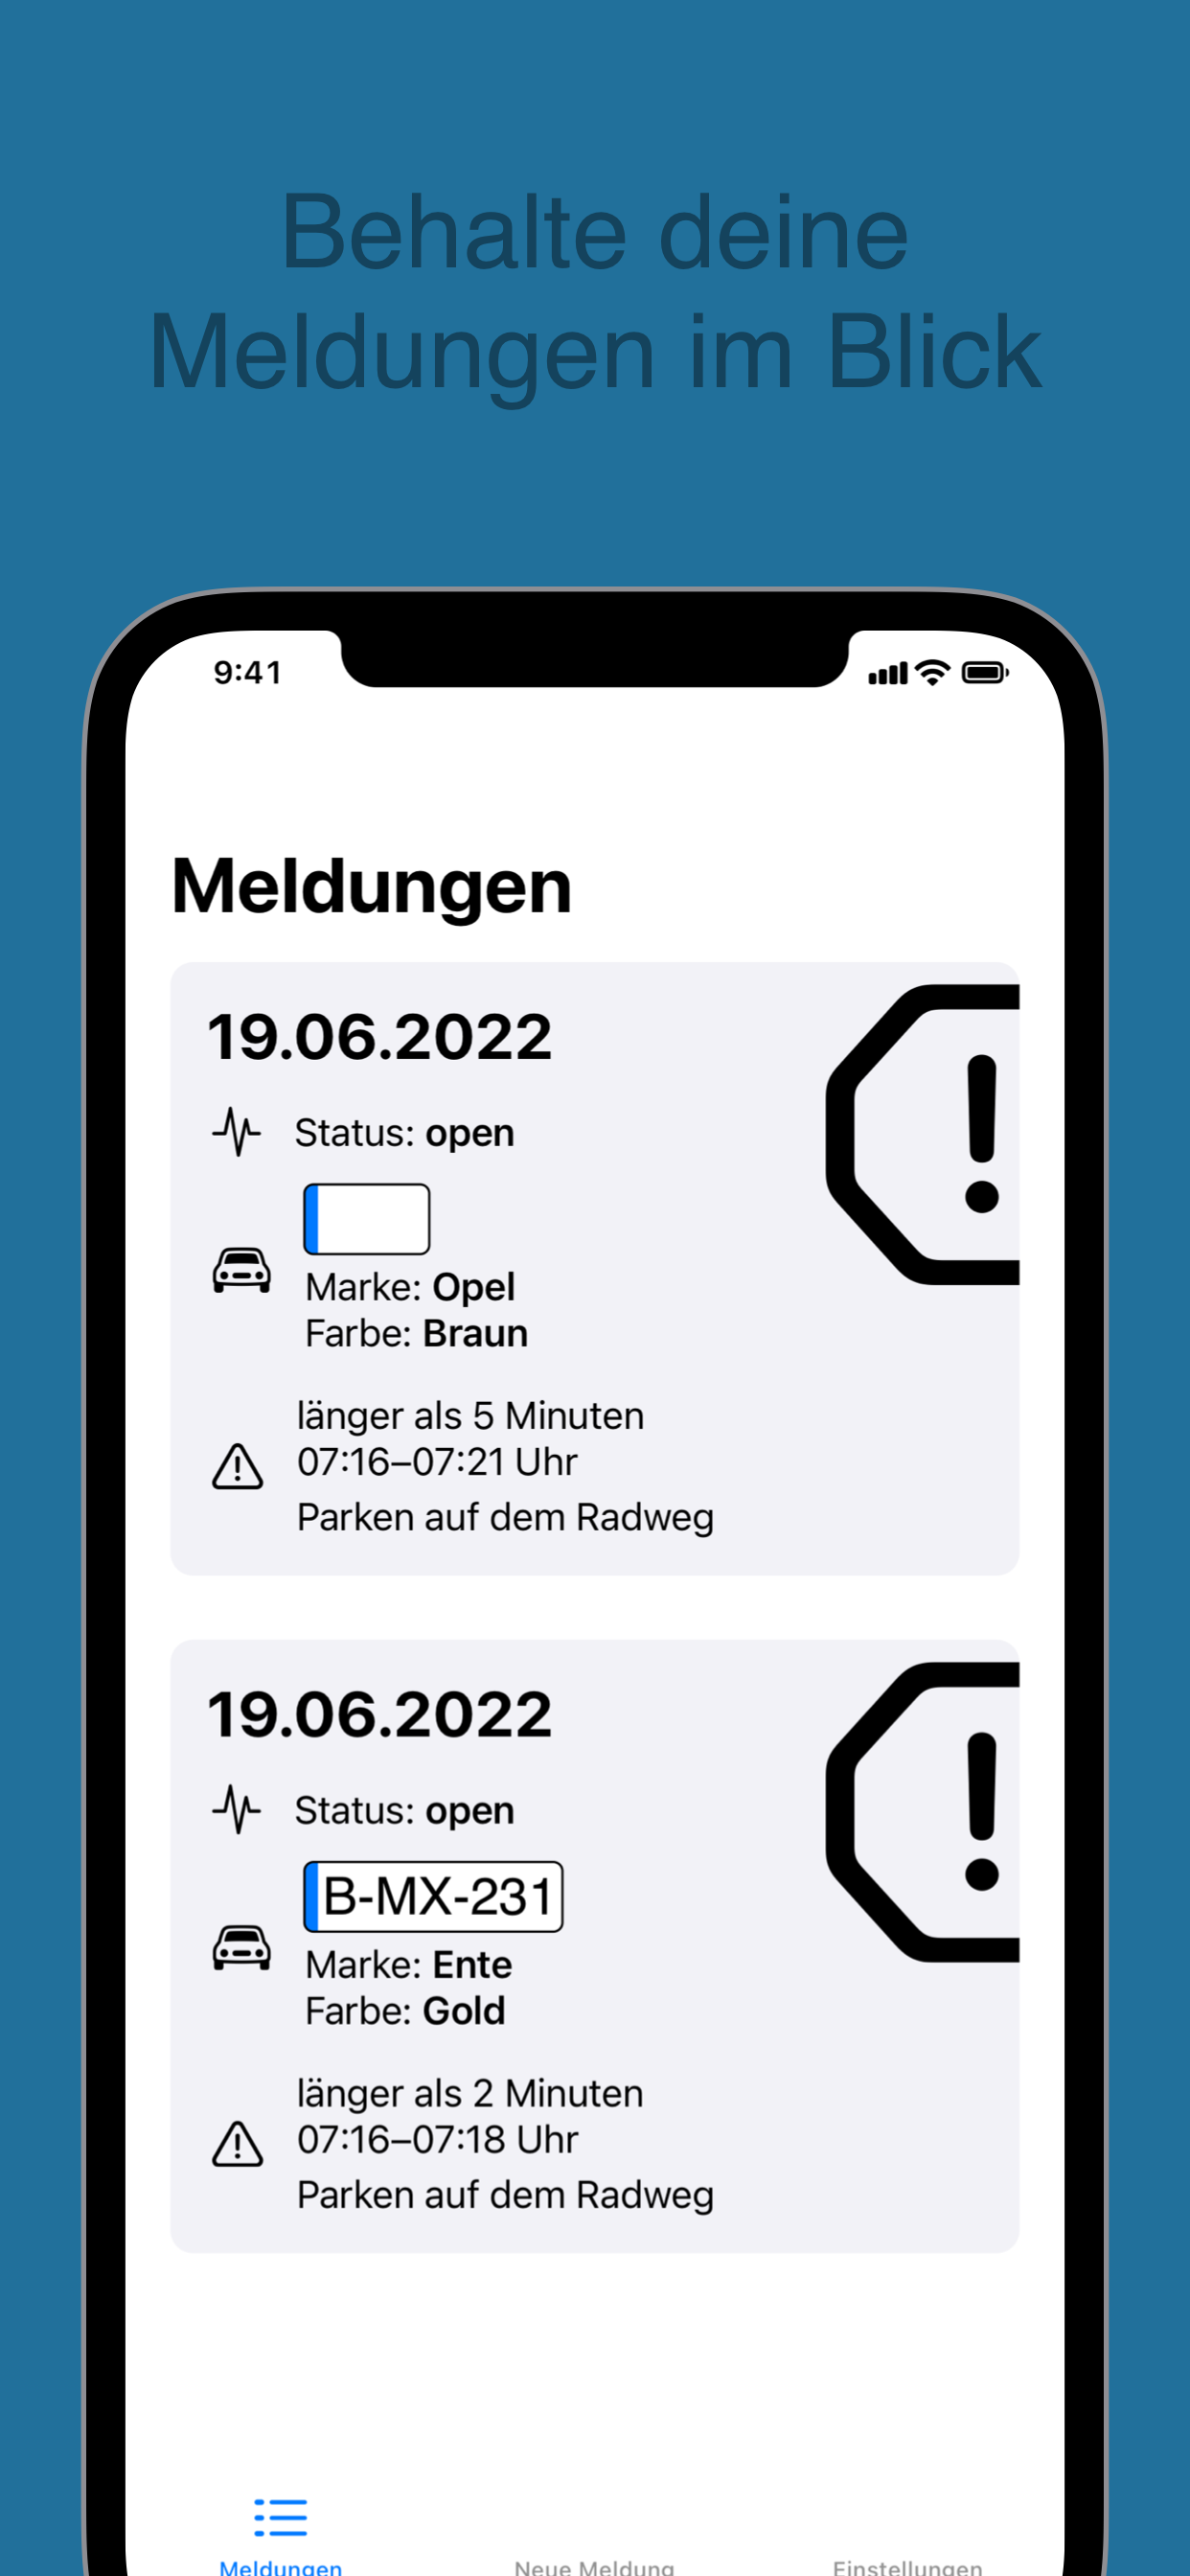 Behalte deine
Meldungen im Blick
9:41
Meldungen
19.06.2022
Status: open
Marke: Opel
Farbe: Braun
länger als 5 Minuten
07:16–07:21 Uhr
Parken auf dem Radweg
19.06.2022
Status: open
B-MX-231
Marke: Ente
Farbe: Gold
länger als 2 Minuten
07:16–07:18 Uhr
Parken auf dem Radweg
Meldungen
Neue Meldung
Einstellungen